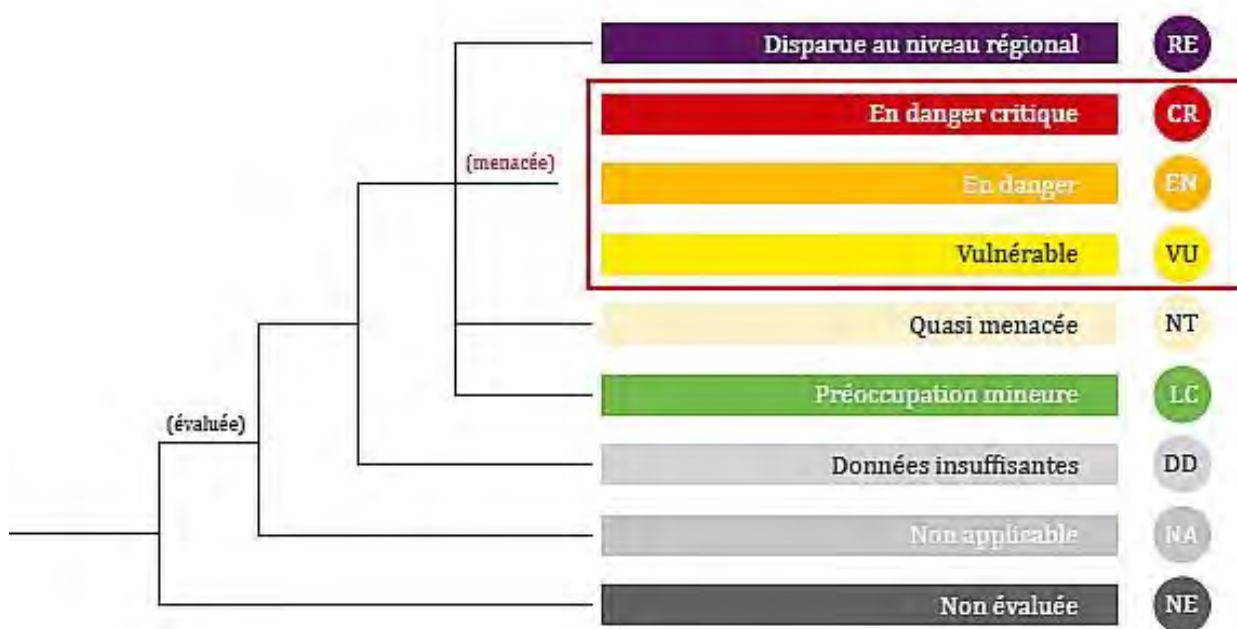 Disparue au niveau régional RE
En danger critique CR
(menacée)
En danger EN
Vulnérable VU
Quasi menacée NT
Préoccupation mineure LC
(évaluée)
Données insuffisantes DD
Non applicable NA
Non évaluée NE